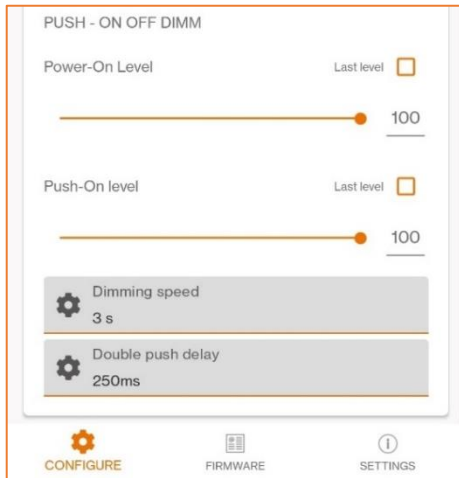 PUSH - ON OFF DIMM
Power-On Level Last level
100
Push-On level Last level
100
Dimming speed
3 s
Double push delay
250ms
CONFIGURE FIRMWARE SETTINGS